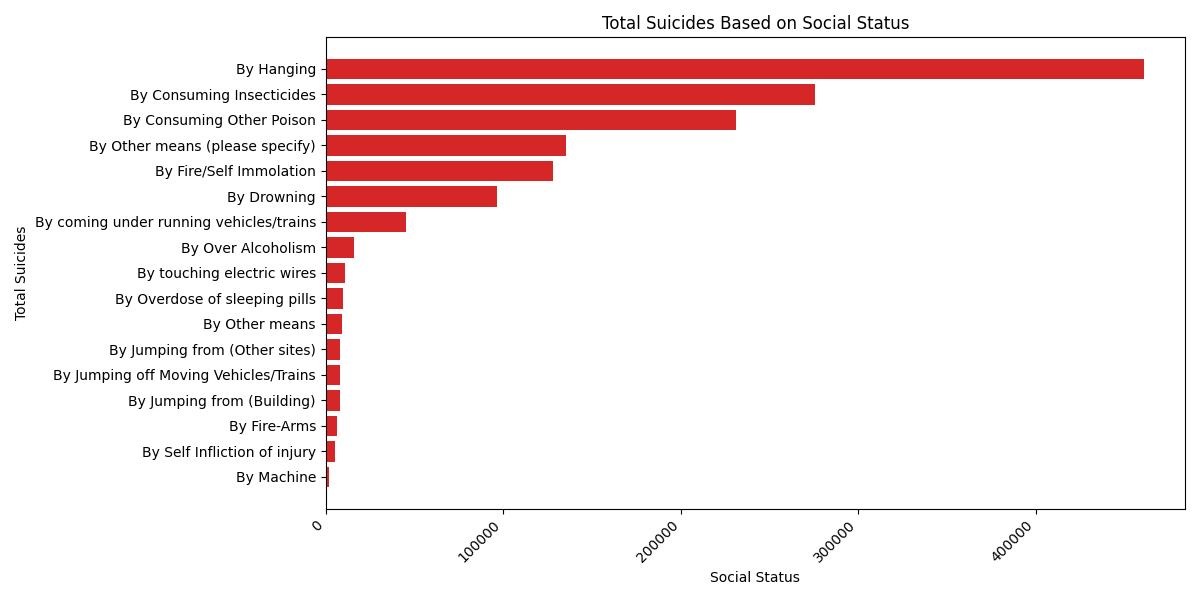 Total Suicides Based on Social Status
Total Suicides
By Hanging
By Consuming Insecticides
By Consuming Other Poison
By Other means (please specify)
By Fire/Self Immolation
By Drowning
By coming under running vehicles/trains
By Over Alcoholism
By touching electric wires
By Overdose of sleeping pills
By Other means
By Jumping from (Other sites)
By Jumping off Moving Vehicles/Trains
By Jumping from (Building)
By Fire-Arms
By Self Infliction of injury
By Machine
0 100000 200000 300000 400000
Social Status